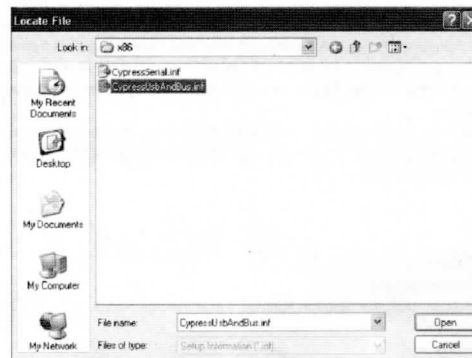 Locate File
Look in:
x86
CypressSerial.inf
CypressUsbAndBus.inf
My Recent
Documents
Desktop
My Documents
My Computer
My Network
File name:
CypressUsbAndBus.inf
Open
Files of type:
Setup Information (*.inf)
Cancel